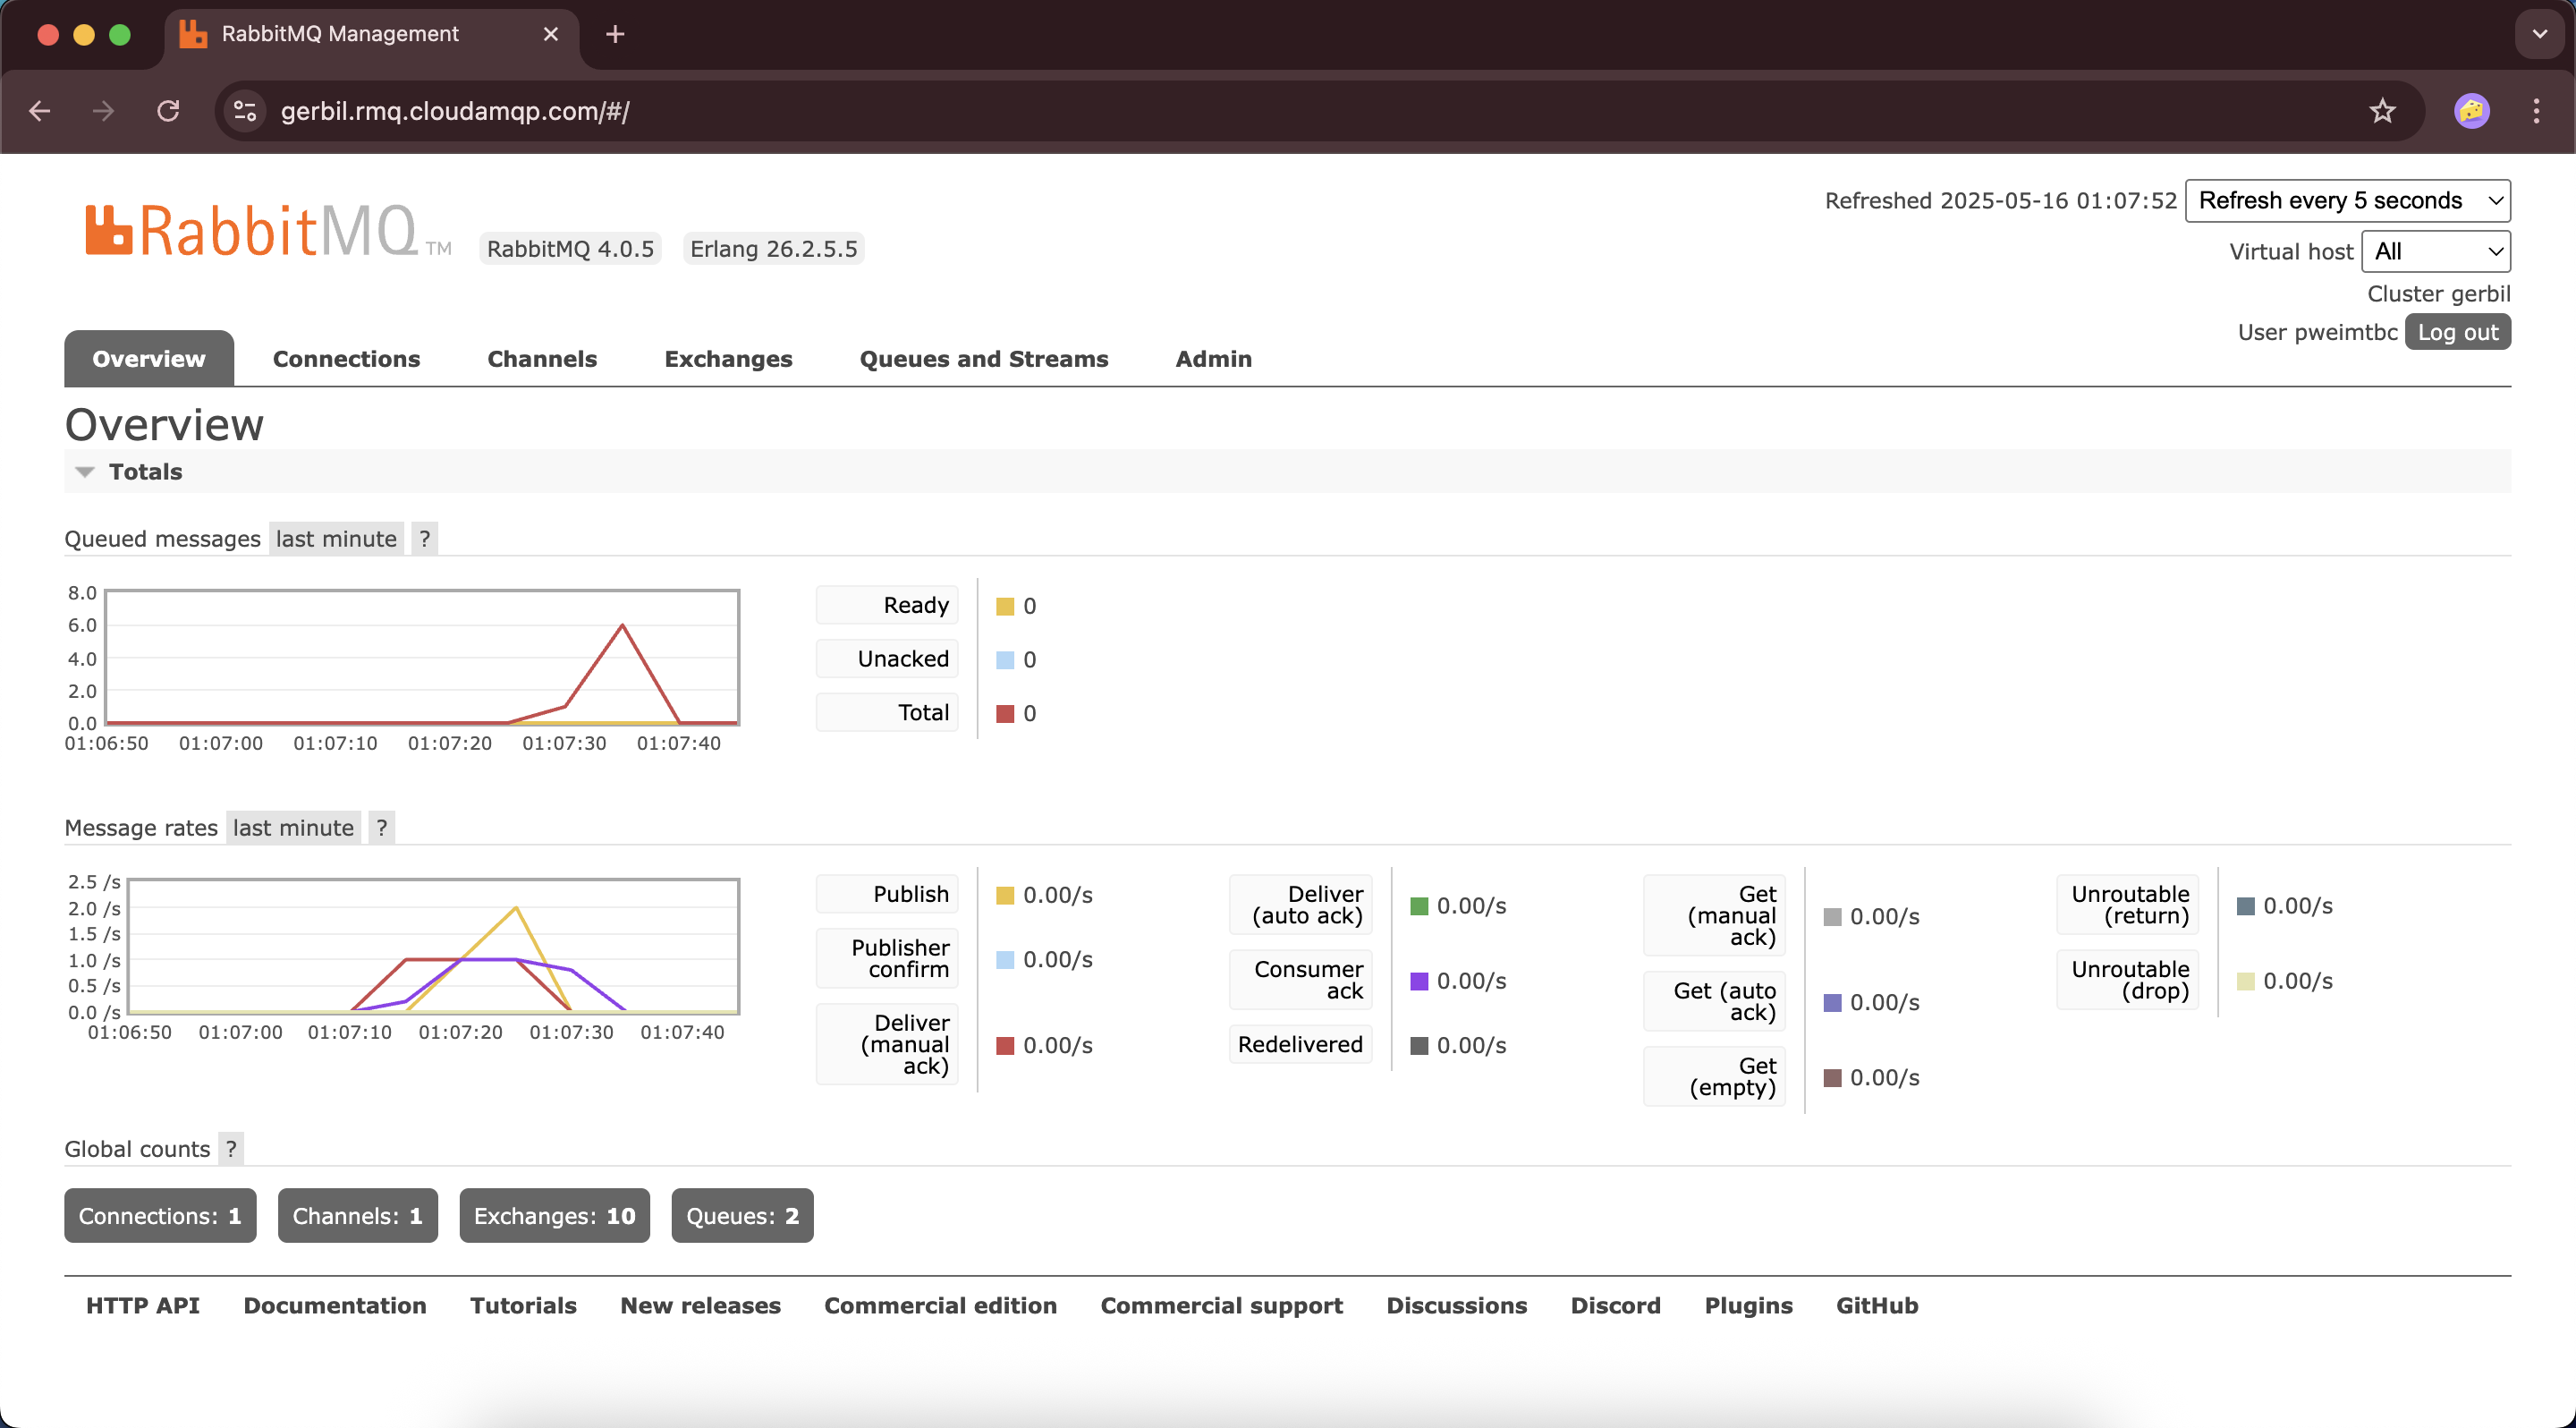 RabbitMQ Management
gerbil.rmq.cloudamqp.com/#/
RabbitMQ TM
RabbitMQ 4.0.5 Erlang 26.2.5.5
Refreshed 2025-05-16 01:07:52 Refresh every 5 seconds
Virtual host All
Cluster gerbil
User pweimtbc Log out
Overview Connections Channels Exchanges Queues and Streams Admin
Overview
Totals
Queued messages last minute ?
8.0
6.0
4.0
2.0
0.0
01:06:50 01:07:00 01:07:10 01:07:20 01:07:30 01:07:40
Ready 0
Unacked 0
Total 0
Message rates last minute ?
2.5 /s
2.0 /s
1.5 /s
1.0 /s
0.5 /s
0.0 /s
01:06:50 01:07:00 01:07:10 01:07:20 01:07:30 01:07:40
Publish 0.00/s
Publisher
confirm 0.00/s
Deliver
(manual
ack) 0.00/s
Deliver
(auto ack) 0.00/s
Consumer
ack 0.00/s
Redelivered 0.00/s
Get
(manual
ack) 0.00/s
Get (auto
ack) 0.00/s
Get
(empty) 0.00/s
Unroutable
(return) 0.00/s
Unroutable
(drop) 0.00/s
Global counts ?
Connections: 1 Channels: 1 Exchanges: 10 Queues: 2
HTTP API Documentation Tutorials New releases Commercial edition Commercial support Discussions Discord Plugins GitHub